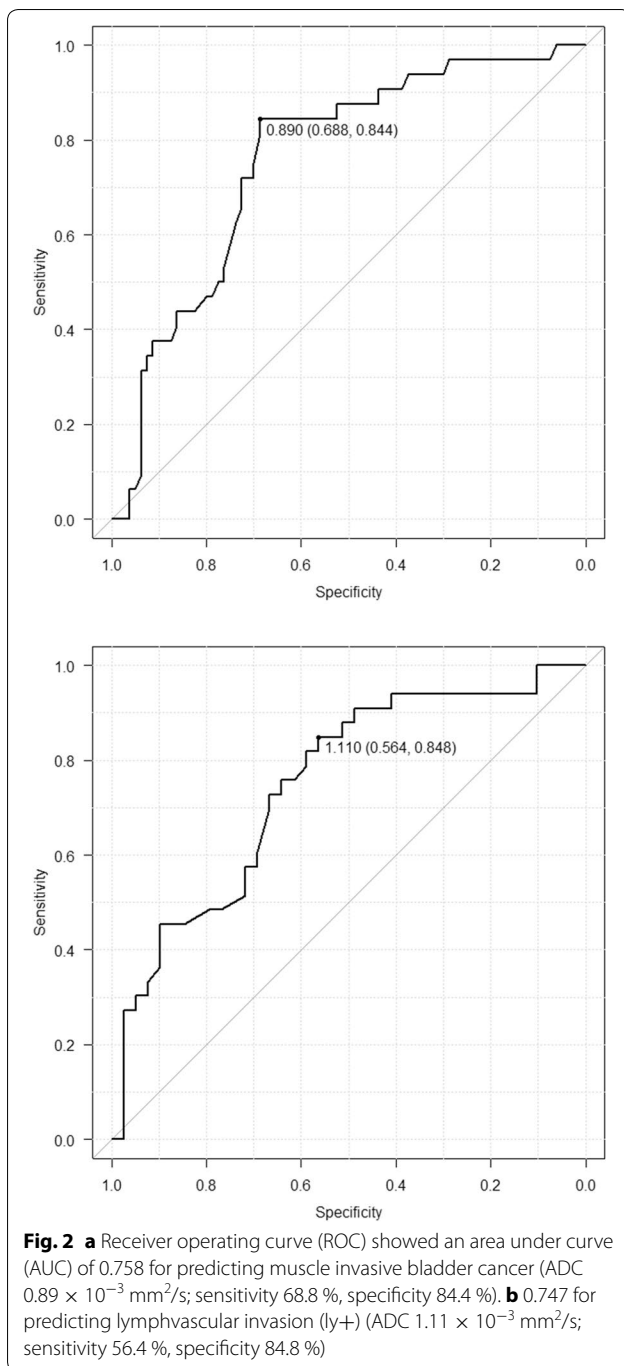 1.0
0.8
0.6
0.4
0.2
0.0
Sensitivity
0.890 (0.688, 0.844)
1.0 0.8 0.6 0.4 0.2 0.0
Specificity
1.0
0.8
0.6
0.4
0.2
0.0
Sensitivity
1.110 (0.564, 0.848)
1.0 0.8 0.6 0.4 0.2 0.0
Specificity
Fig. 2 a Receiver operating curve (ROC) showed an area under curve
(AUC) of 0.758 for predicting muscle invasive bladder cancer (ADC
0.89 × 10⁻³ mm²/s; sensitivity 68.8 %, specificity 84.4 %). b 0.747 for
predicting lymphvascular invasion (ly+) (ADC 1.11 × 10⁻³ mm²/s;
sensitivity 56.4 %, specificity 84.8 %)